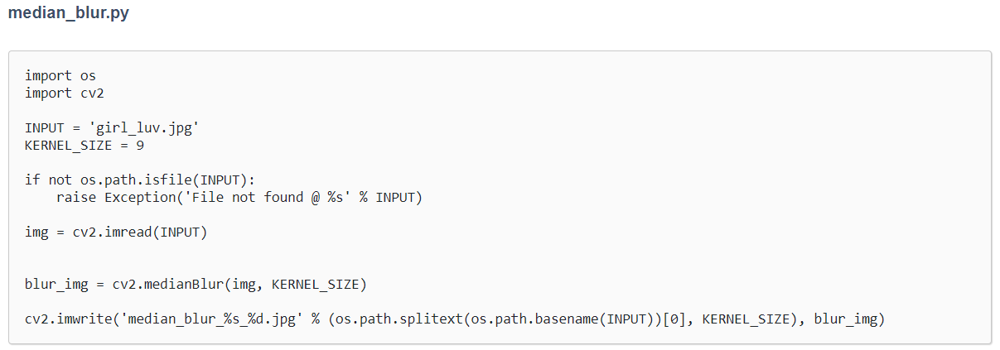 median_blur.py
import os
import cv2
INPUT = 'girl_luv.jpg'
KERNEL_SIZE = 9
if not os.path.isfile(INPUT):
    raise Exception('File not found @ %s' % INPUT)
img = cv2.imread(INPUT)
blur_img = cv2.medianBlur(img, KERNEL_SIZE)
cv2.imwrite('median_blur_%s_%d.jpg' % (os.path.splitext(os.path.basename(INPUT))[0], KERNEL_SIZE), blur_img)